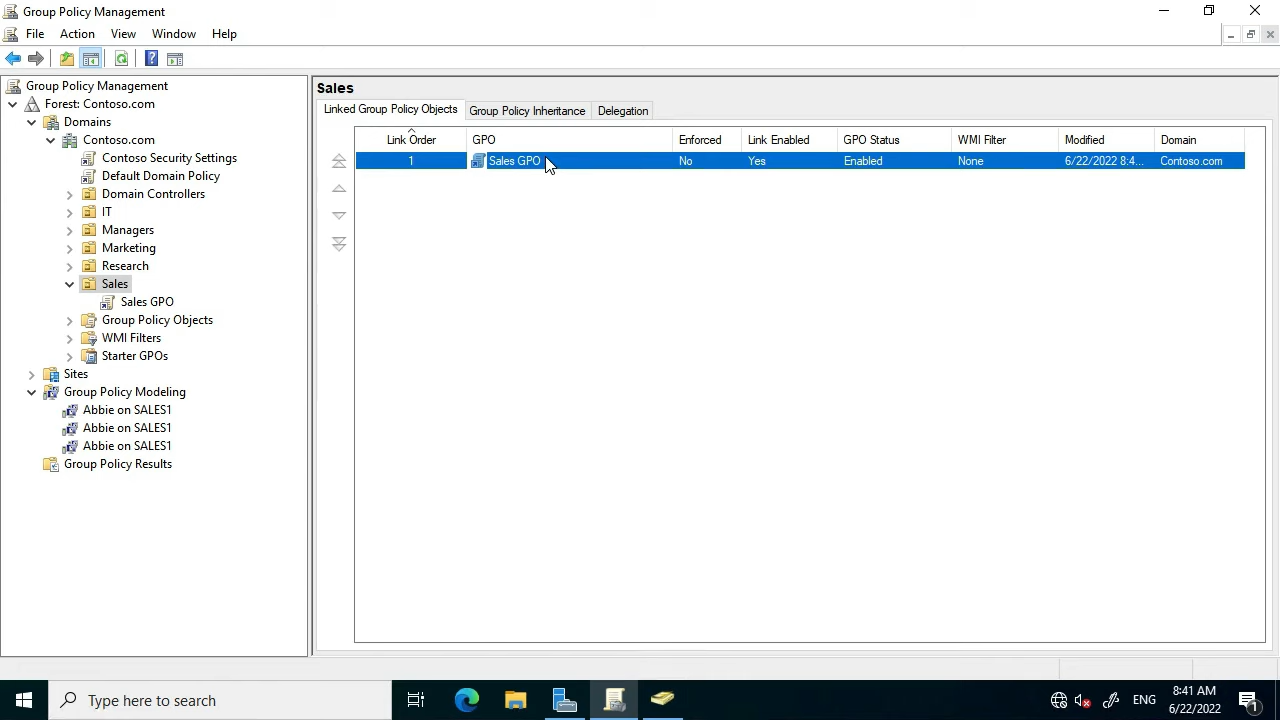 Group Policy Management
File Action View Window Help
Group Policy Management
Forest: Contoso.com
Domains
Contoso.com
Contoso Security Settings
Default Domain Policy
Domain Controllers
IT
Managers
Marketing
Research
Sales
Sales GPO
Group Policy Objects
WMI Filters
Starter GPOs
Sites
Group Policy Modeling
Abbie on SALES1
Abbie on SALES1
Abbie on SALES1
Group Policy Results
Sales
Linked Group Policy Objects Group Policy Inheritance Delegation
Link Order GPO Enforced Link Enabled GPO Status WMI Filter Modified Domain
1 Sales GPO No Yes Enabled None 6/22/2022 8:4... Contoso.com
Type here to search
ENG
8:41 AM
6/22/2022
1